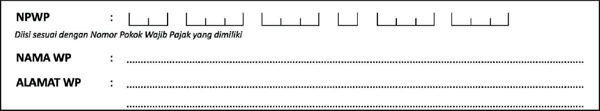 NPWP :
Diisi sesuai dengan Nomor Pokok Wajib Pajak yang dimiliki
NAMA WP :
ALAMAT WP :